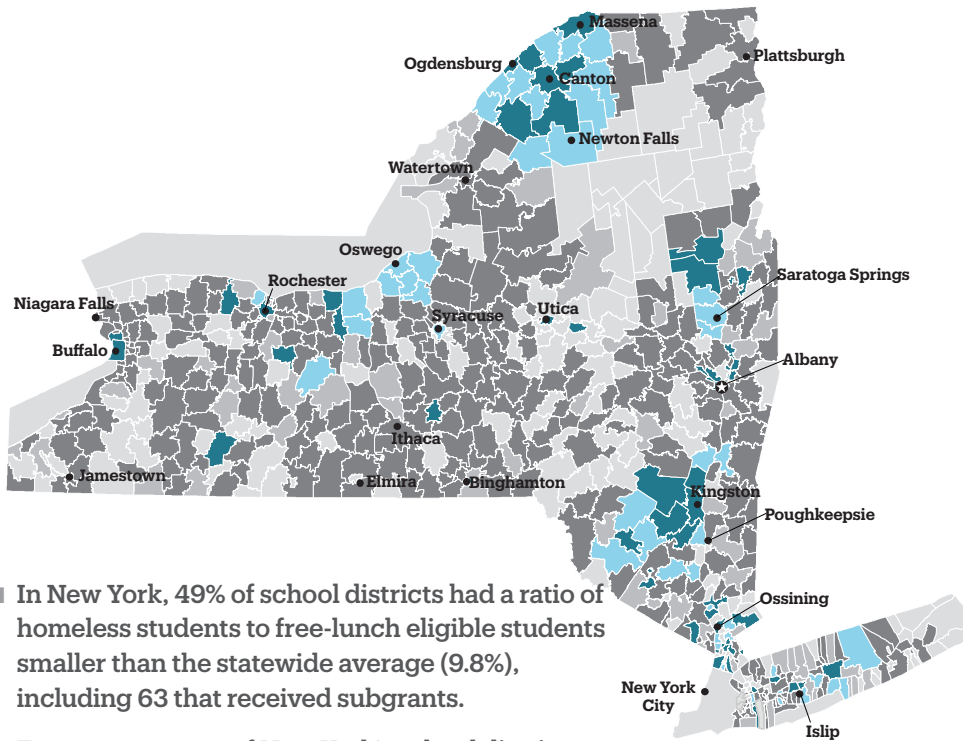 Massena
Plattsburgh
Ogdensburg
Canton
Newton Falls
Watertown
Oswego
Rochester
Saratoga Springs
Niagara Falls
Syracuse
Utica
Buffalo
Albany
Ithaca
Jamestown
Elmira
Binghamton
Kingston
Poughkeepsie
Ossining
New York
City
Islip
In New York, 49% of school districts had a ratio of
homeless students to free-lunch eligible students
smaller than the statewide average (9.8%),
including 63 that received subgrants.